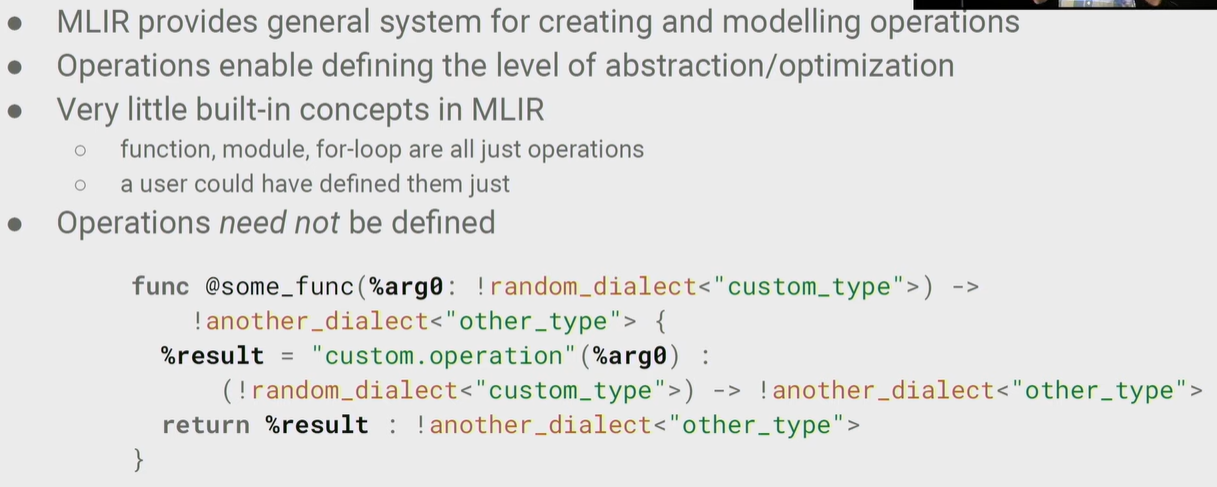 ● MLIR provides general system for creating and modelling operations
● Operations enable defining the level of abstraction/optimization
● Very little built-in concepts in MLIR
○ function, module, for-loop are all just operations
○ a user could have defined them just
● Operations need not be defined
func @some_func(%arg0: !random_dialect<"custom_type">) ->
!another_dialect<"other_type"> {
%result = "custom.operation"(%arg0) :
(!random_dialect<"custom_type">) -> !another_dialect<"other_type">
return %result : !another_dialect<"other_type">
}